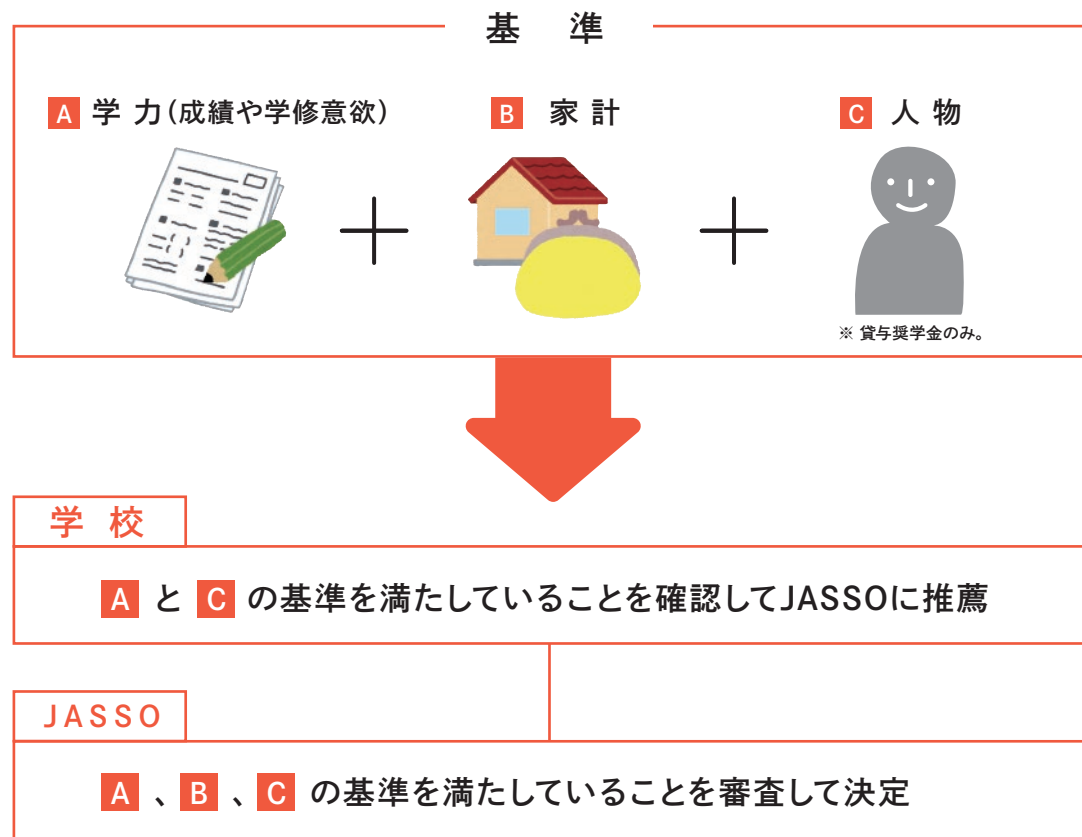 基 準
A 学 力(成績や学修意欲)
B 家 計
C 人 物
※ 貸与奨学金のみ。
学 校
A と C の基準を満たしていることを確認してJASSOに推薦
JASSO
A 、 B 、 C の基準を満たしていることを審査して決定